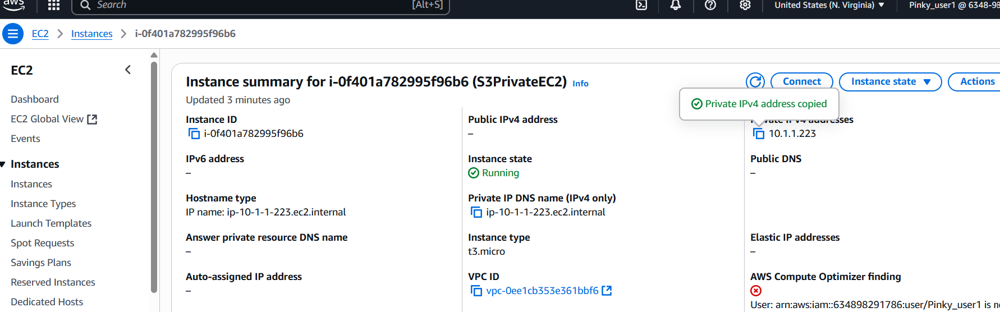 aws
Search
[Alt+S]
United States (N. Virginia)
Pinky_user1 @ 6348-98
EC2
Instances
i-0f401a782995f96b6
EC2
Dashboard
EC2 Global View
Events
Instances
Instances
Instance Types
Launch Templates
Spot Requests
Savings Plans
Reserved Instances
Dedicated Hosts
Instance summary for i-0f401a782995f96b6 (S3PrivateEC2) Info
Updated 3 minutes ago
Connect
Instance state
Actions
Private IPv4 address copied
Instance ID
i-0f401a782995f96b6
Public IPv4 address
–
Private IPv4 addresses
10.1.1.223
IPv6 address
–
Instance state
Running
Public DNS
–
Hostname type
IP name: ip-10-1-1-223.ec2.internal
Private IP DNS name (IPv4 only)
ip-10-1-1-223.ec2.internal
Answer private resource DNS name
–
Instance type
t3.micro
Elastic IP addresses
–
Auto-assigned IP address
–
VPC ID
vpc-0ee1cb353e361bbf6
AWS Compute Optimizer finding
User: arn:aws:iam::634898291786:user/Pinky_user1 is no